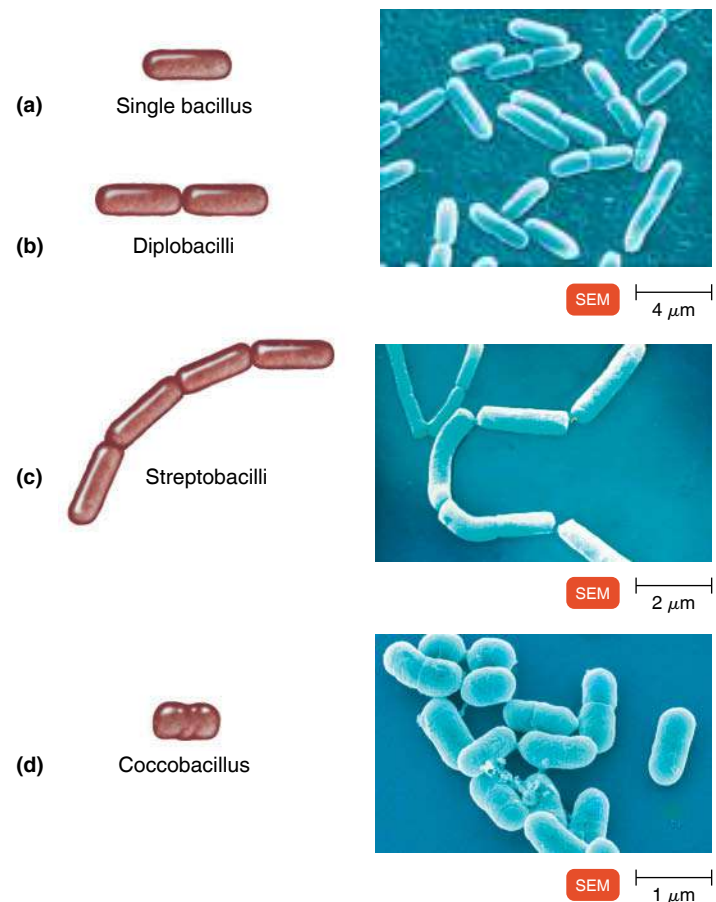 (a)
Single bacillus
(b)
Diplobacilli
SEM
4 μm
(c)
Streptobacilli
SEM
2 μm
(d)
Coccobacillus
SEM
1 μm